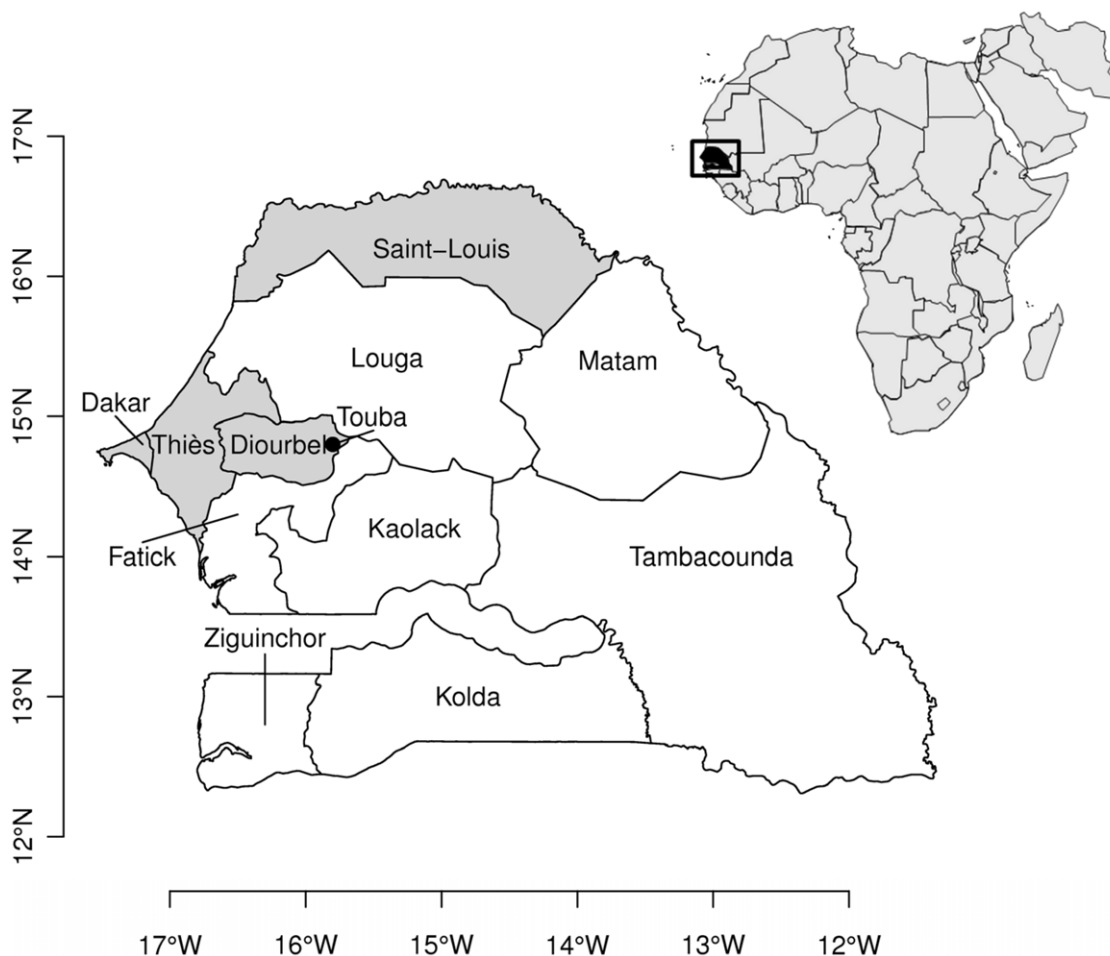 17°N
Saint−Louis
16°N
Louga
Matam
Dakar
Touba
15°N
Thiès
Diourbel
Kaolack
14°N
Fatick
Tambacounda
Ziguinchor
13°N
Kolda
12°N
17°W
16°W
15°W
14°W
13°W
12°W